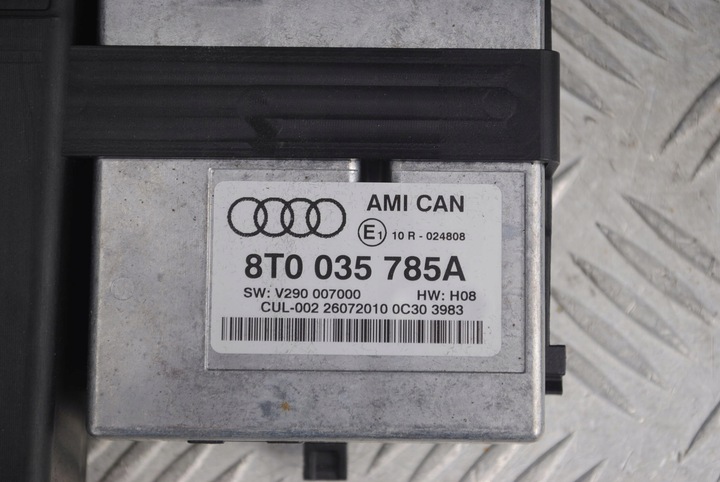 AMI CAN
E1 10 R - 024808
8T0 035 785A
SW: V290 007000 HW: H08
CUL-002 26072010 0C30 3983